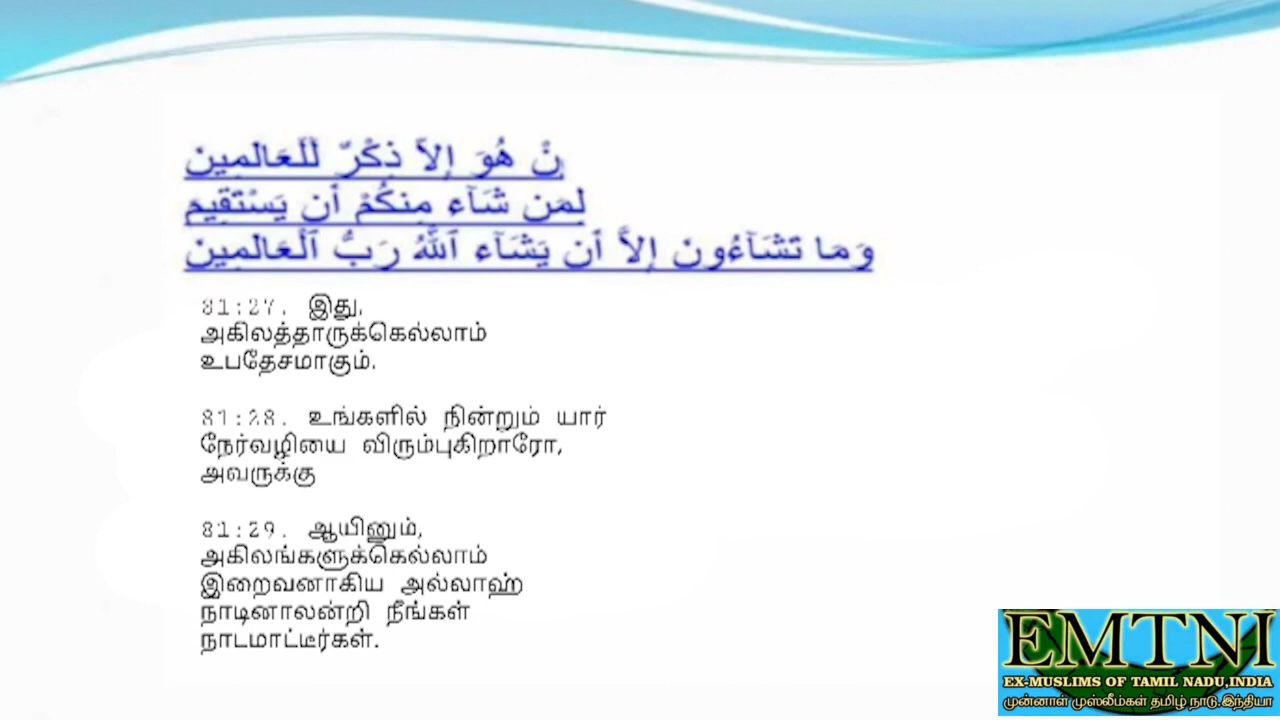 نْ هُوَ إِلاَّ ذِكْرٌ لِّلْعَالَمِينَ
لِمَن شَآءَ مِنكُمْ أَن يَسْتَقِيمَ
وَمَا تَشَآءُونَ إِلاَّ أَن يَشَآءَ ٱللَّهُ رَبُّ ٱلْعَالَمِينَ
81:27. இது,
அகிலத்தாருக்கெல்லாம்
உபதேசமாகும்.
81:28. உங்களில் நின்றும் யார்
நேர்வழியை விரும்புகிறாரோ,
அவருக்கு
81:29. ஆயினும்,
அகிலங்களுக்கெல்லாம்
இறைவனாகிய அல்லாஹ்
நாடினாலன்றி நீங்கள்
நாடமாட்டீர்கள்.
EMTNI
EX-MUSLIMS OF TAMIL NADU,INDIA
முன்னாள் முஸ்லீம்கள் தமிழ் நாடு.இந்தியா